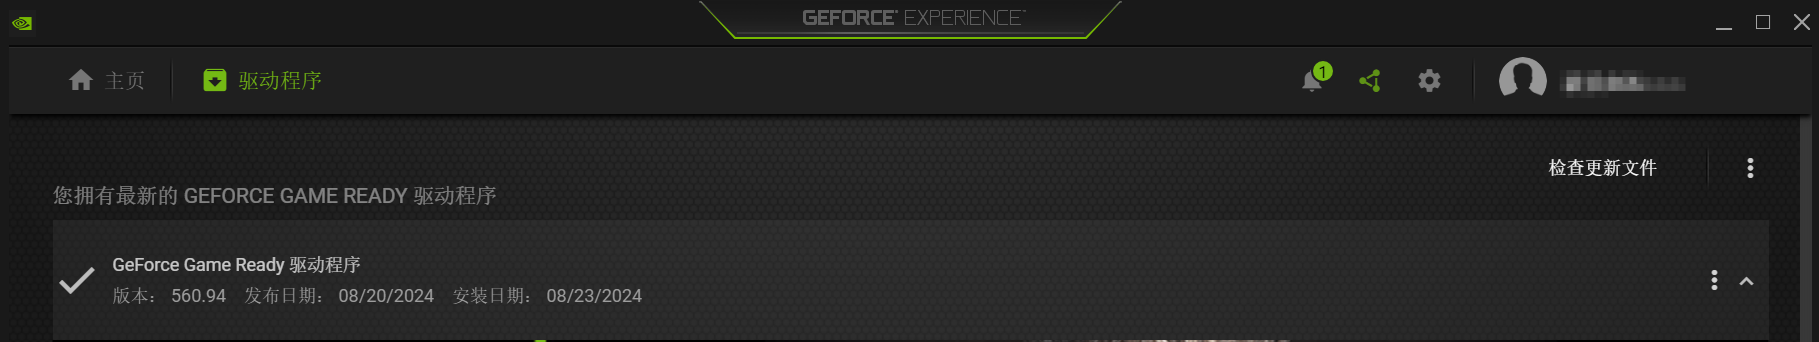 GEFORCE EXPERIENCE
主页 驱动程序 1
检查更新文件
您拥有最新的 GEFORCE GAME READY 驱动程序
GeForce Game Ready 驱动程序
版本： 560.94 发布日期： 08/20/2024 安装日期： 08/23/2024